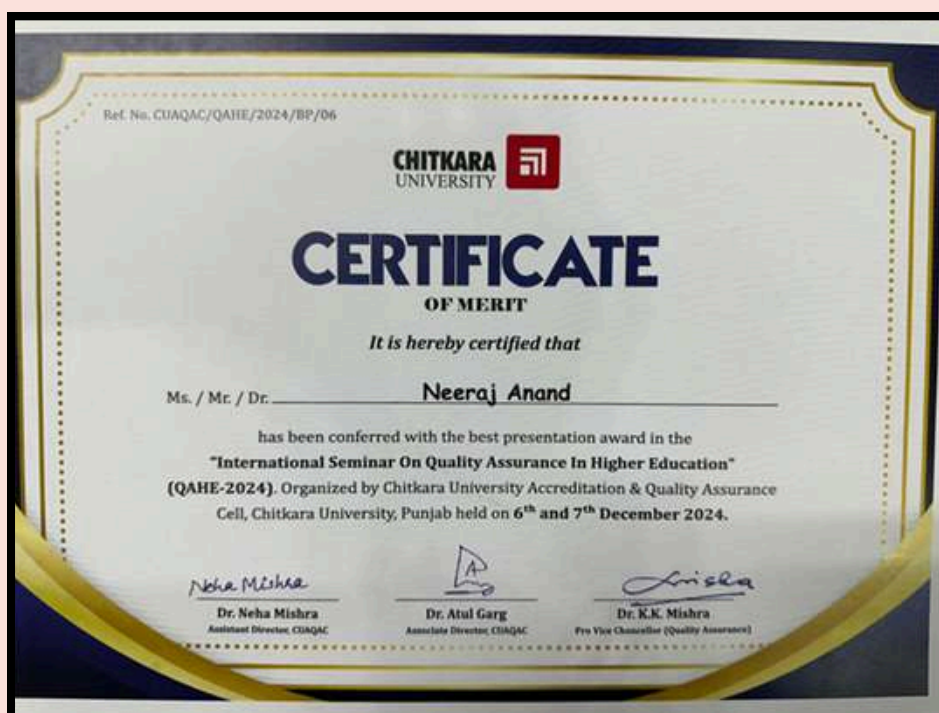 Ref. No. CUAQAC/QAHE/2024/BP/06
CHITKARA
UNIVERSITY
CERTIFICATE
OF MERIT
It is hereby certified that
Ms. / Mr. / Dr. Neeraj Anand
has been conferred with the best presentation award in the
"International Seminar On Quality Assurance In Higher Education"
(QAHE-2024). Organized by Chitkara University Accreditation & Quality Assurance
Cell, Chitkara University, Punjab held on 6th and 7th December 2024.
Neha Mishra
Dr. Neha Mishra Dr. Atul Garg Dr. K.K. Mishra
Assistant Director, CUAQAC Associate Director, CUAQAC Pro Vice Chancellor (Quality Assurance)